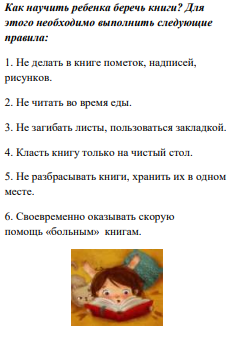 Как научить ребенка беречь книги? Для
этого необходимо выполнить следующие
правила:
1. Не делать в книге пометок, надписей,
рисунков.
2. Не читать во время еды.
3. Не загибать листы, пользоваться закладкой.
4. Класть книгу только на чистый стол.
5. Не разбрасывать книги, хранить их в одном
месте.
6. Своевременно оказывать скорую
помощь «больным» книгам.